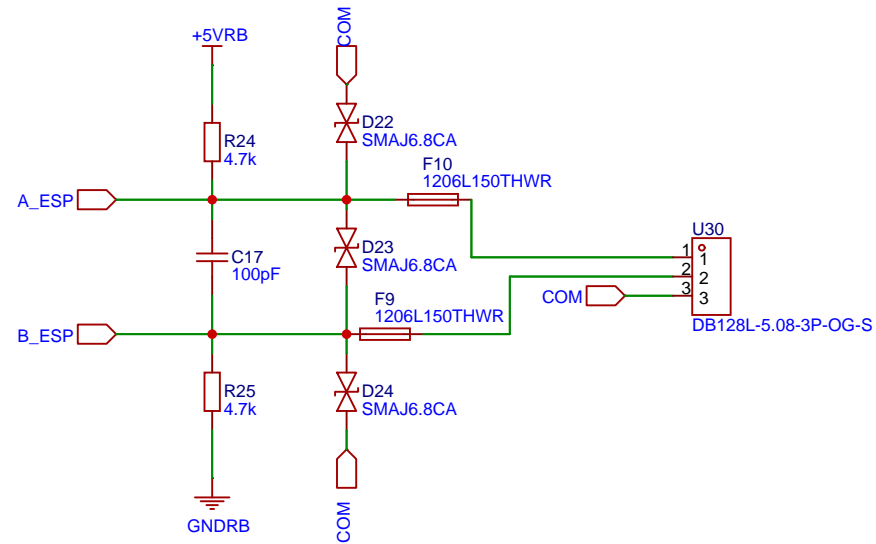 COM
+5VRB
D22
SMAJ6.8CA
R24
4.7k
F10
1206L150THWR
A_ESP
U30
1
1
2
2
3
3
DB128L-5.08-3P-OG-S
D23
SMAJ6.8CA
C17
100pF
COM
F9
1206L150THWR
B_ESP
R25
4.7k
D24
SMAJ6.8CA
GNDRB
COM